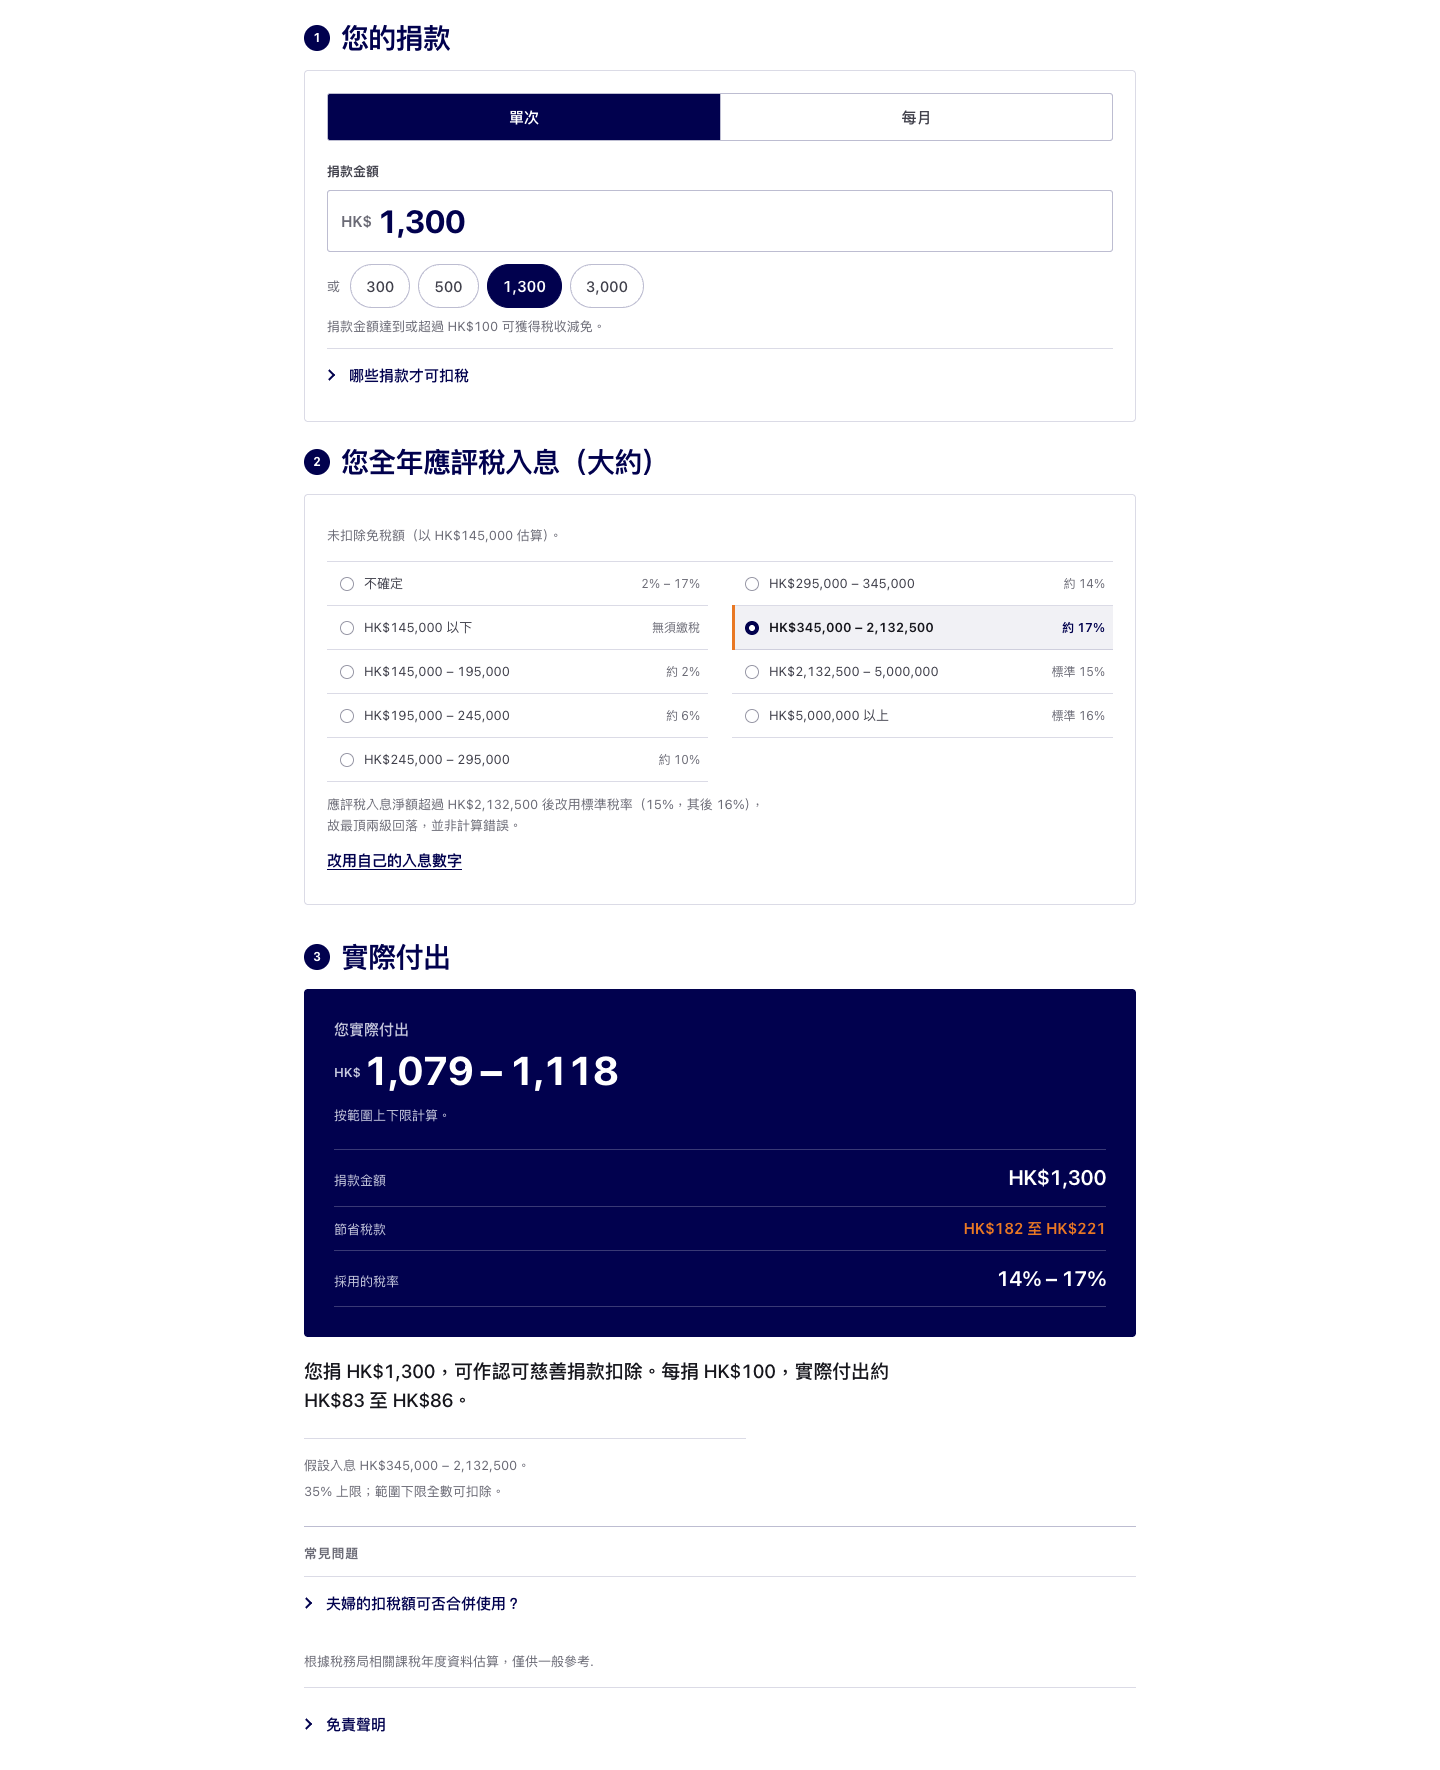 1 您的捐款
單次 每月
捐款金額
HK$ 1,300
或 300 500 1,300 3,000
捐款金額達到或超過 HK$100 可獲得稅收減免。
哪些捐款才可扣稅
2 您全年應評稅入息（大約）
未扣除免稅額（以 HK$145,000 估算）。
不確定 2% – 17%
HK$145,000 以下 無須繳稅
HK$145,000 – 195,000 約 2%
HK$195,000 – 245,000 約 6%
HK$245,000 – 295,000 約 10%
HK$295,000 – 345,000 約 14%
HK$345,000 – 2,132,500 約 17%
HK$2,132,500 – 5,000,000 標準 15%
HK$5,000,000 以上 標準 16%
應評稅入息淨額超過 HK$2,132,500 後改用標準稅率（15%，其後 16%），
故最頂兩級回落，並非計算錯誤。
改用自己的入息數字
3 實際付出
您實際付出
HK$ 1,079 – 1,118
按範圍上下限計算。
捐款金額 HK$1,300
節省稅款 HK$182 至 HK$221
採用的稅率 14% – 17%
您捐 HK$1,300，可作認可慈善捐款扣除。每捐 HK$100，實際付出約
HK$83 至 HK$86。
假設入息 HK$345,000 – 2,132,500。
35% 上限；範圍下限全數可扣除。
常見問題
夫婦的扣稅額可否合併使用？
根據稅務局相關課稅年度資料估算，僅供一般參考.
免責聲明